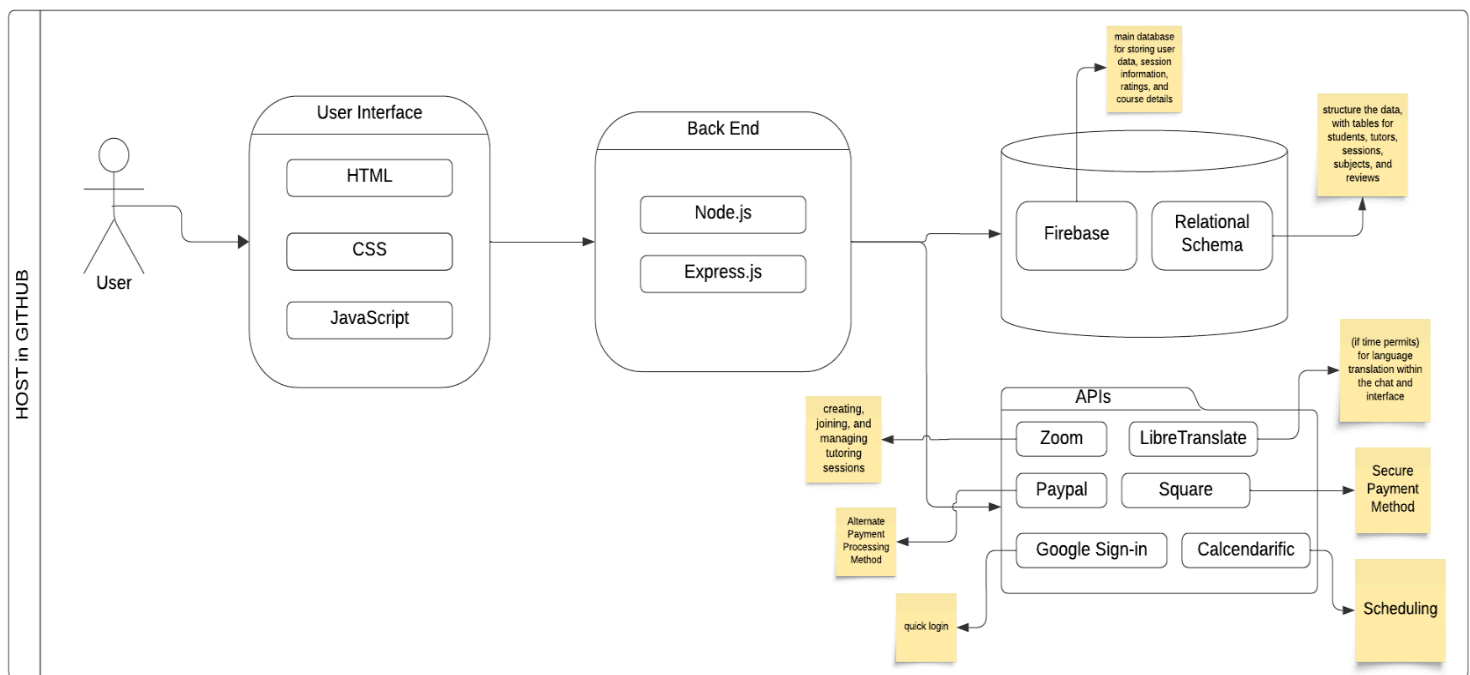 HOST in GITHUB
User
User Interface
HTML
CSS
JavaScript
Back End
Node.js
Express.js
main database
for storing user
data, session
information,
ratings, and
course details
structure the data,
with tables for
students, tutors,
sessions,
subjects, and
reviews
Firebase
Relational
Schema
(if time permits)
for language
translation within
the chat and
interface
APIs
creating,
joining, and
managing
tutoring
sessions
Zoom
LibreTranslate
Paypal
Square
Secure
Payment
Method
Alternate
Payment
Processing
Method
Google Sign-in
Calcendarific
quick login
Scheduling